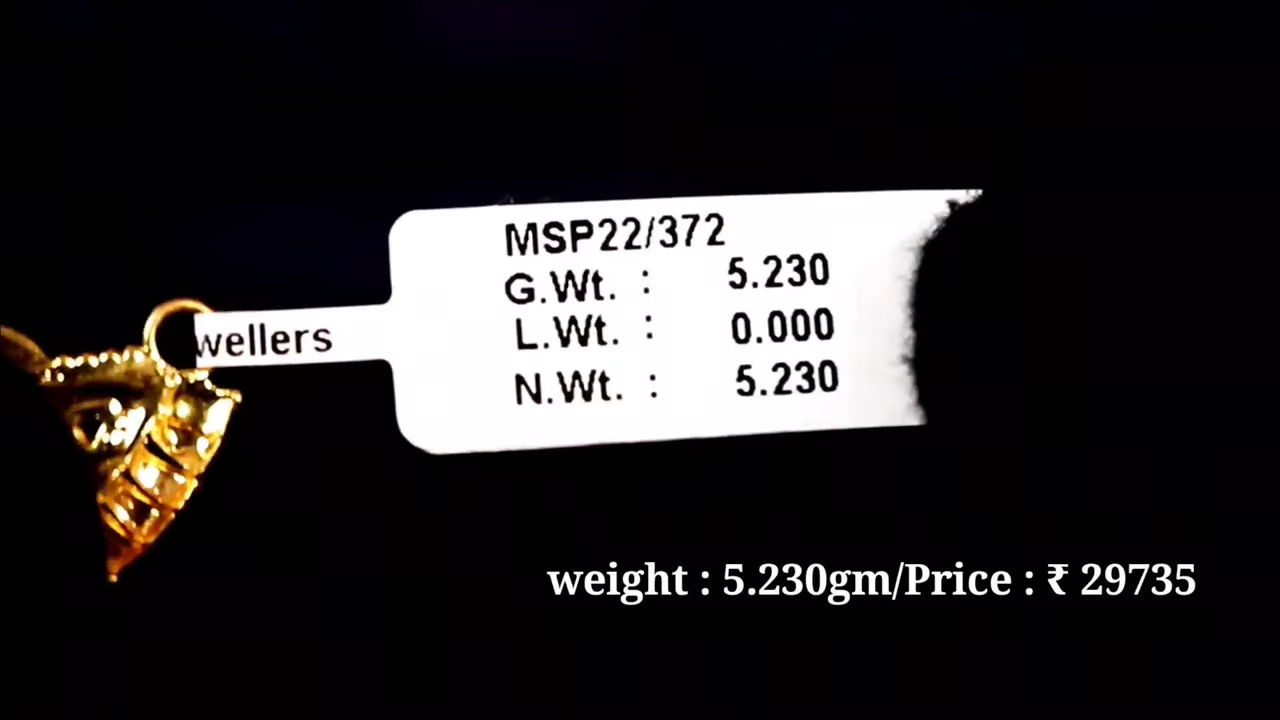 MSP22/372
G.Wt. : 5.230
L.Wt. : 0.000
N.Wt. : 5.230
wellers
weight : 5.230gm/Price : ₹ 29735